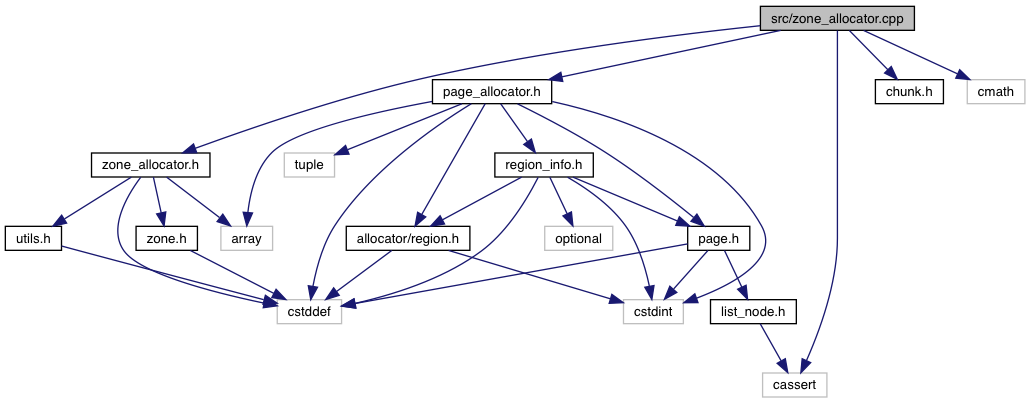 src/zone_allocator.cpp
page_allocator.h
chunk.h
cmath
zone_allocator.h
tuple
region_info.h
utils.h
zone.h
array
allocator/region.h
optional
page.h
cstddef
cstdint
list_node.h
cassert